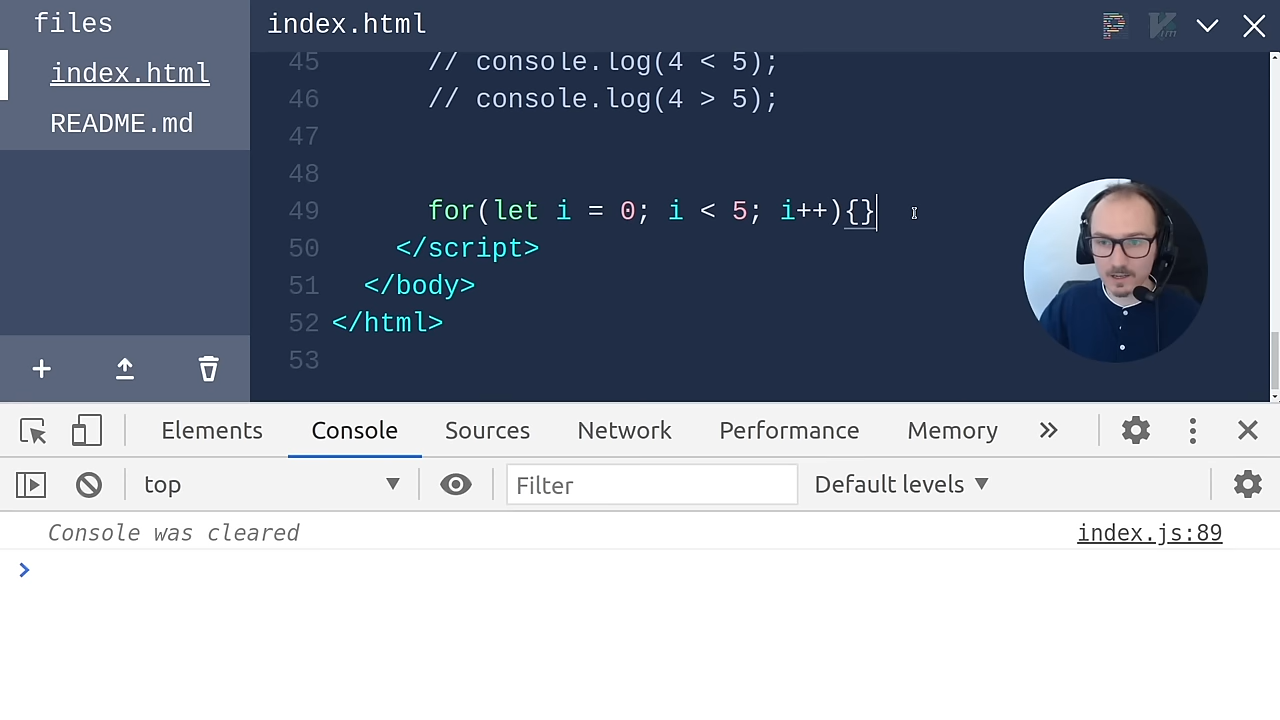 files
index.html
README.md
index.html
45 // console.log(4 < 5);
46 // console.log(4 > 5);
47
48
49 for(let i = 0; i < 5; i++){}
50 </script>
51 </body>
52 </html>
53
Elements Console Sources Network Performance Memory »
top Filter Default levels
Console was cleared index.js:89
>